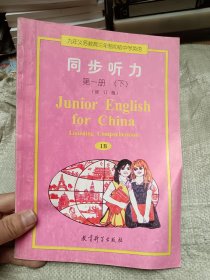 九年义务教育三年制初级中学英语
同步听力
第一册（下）
（修订版）
Junior English
for China
Listening Comprehension
1B
教育科学出版社